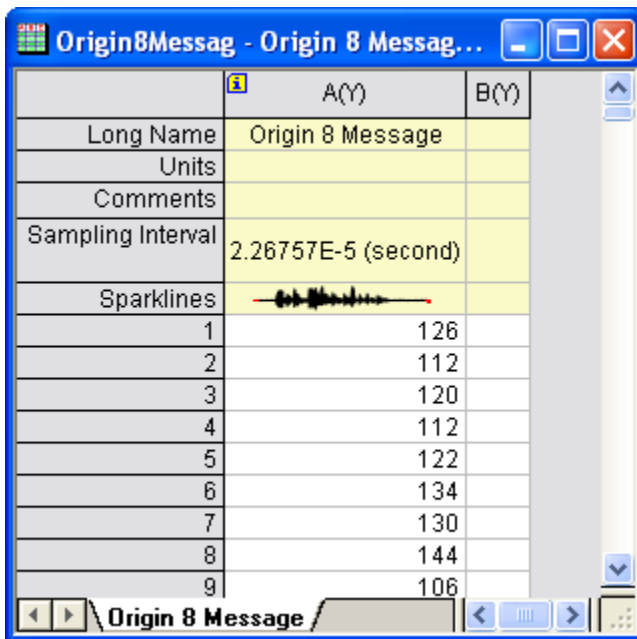 Origin8Messag - Origin 8 Messag...
A(Y) B(Y)
Long Name Origin 8 Message
Units
Comments
Sampling Interval 2.26757E-5 (second)
Sparklines
1 126
2 112
3 120
4 112
5 122
6 134
7 130
8 144
9 106
Origin 8 Message